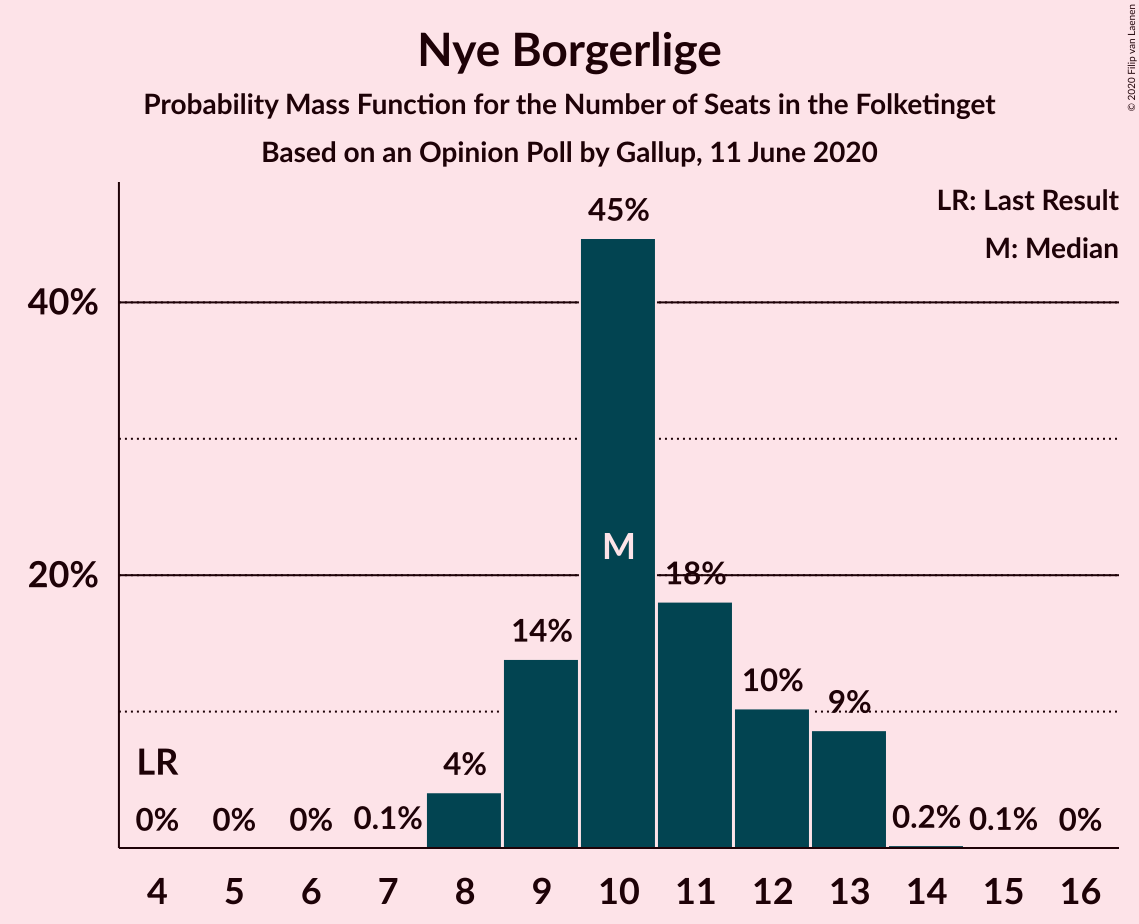 Nye Borgerlige
Probability Mass Function for the Number of Seats in the Folketinget
Based on an Opinion Poll by Gallup, 11 June 2020
© 2020 Filip van Laenen
LR: Last Result
M: Median
45%
40%
M
20%
18%
14%
10%
9%
LR
4%
0% 0% 0% 0.1% 0.2% 0.1% 0%
4 5 6 7 8 9 10 11 12 13 14 15 16